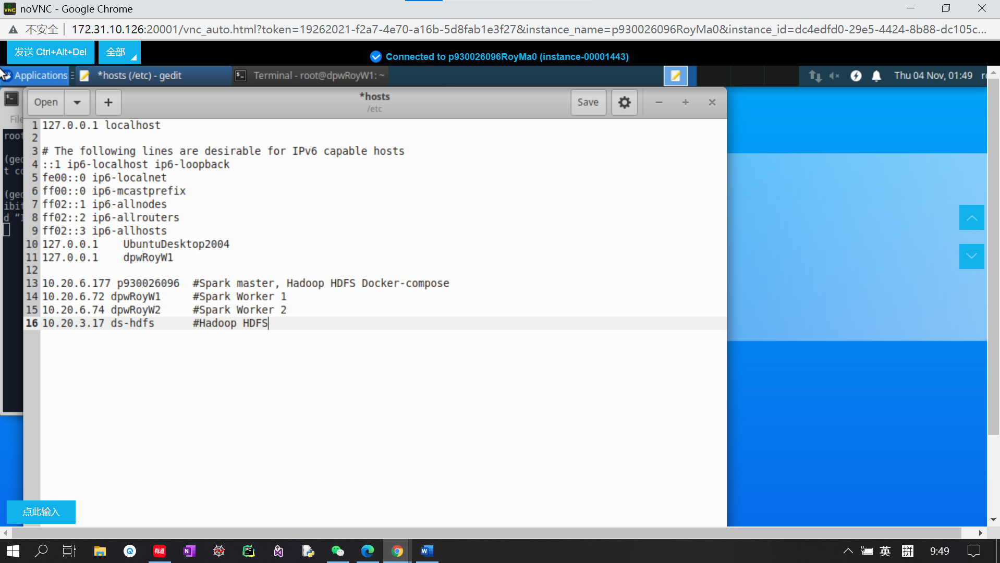 noVNC - Google Chrome
不安全 172.31.10.126:20001/vnc_auto.html?token=19262021-f2a7-4e70-a16b-5d8fab1e3f27&instance_name=p930026096RoyMa0&instance_id=dc4edfd0-29e5-4424-8b88-dc105c...
发送 Ctrl+Alt+Del 全部
Connected to p930026096RoyMa0 (instance-00001443)
Applications *hosts (/etc) - gedit Terminal - root@dpwRoyW1: ~ Thu 04 Nov, 01:49 ro
Open + *hosts Save
/etc
File
root
(ged
t co
(ged
ibit
1 127.0.0.1 localhost
2
3 # The following lines are desirable for IPv6 capable hosts
4 ::1 ip6-localhost ip6-loopback
5 fe00::0 ip6-localnet
6 ff00::0 ip6-mcastprefix
7 ff02::1 ip6-allnodes
8 ff02::2 ip6-allrouters
9 ff02::3 ip6-allhosts
10 127.0.0.1    UbuntuDesktop2004
11 127.0.0.1    dpwRoyW1
12
13 10.20.6.177 p930026096  #Spark master, Hadoop HDFS Docker-compose
14 10.20.6.72 dpwRoyW1     #Spark Worker 1
15 10.20.6.74 dpwRoyW2     #Spark Worker 2
16 10.20.3.17 ds-hdfs      #Hadoop HDFS
点此输入
英 拼 9:49